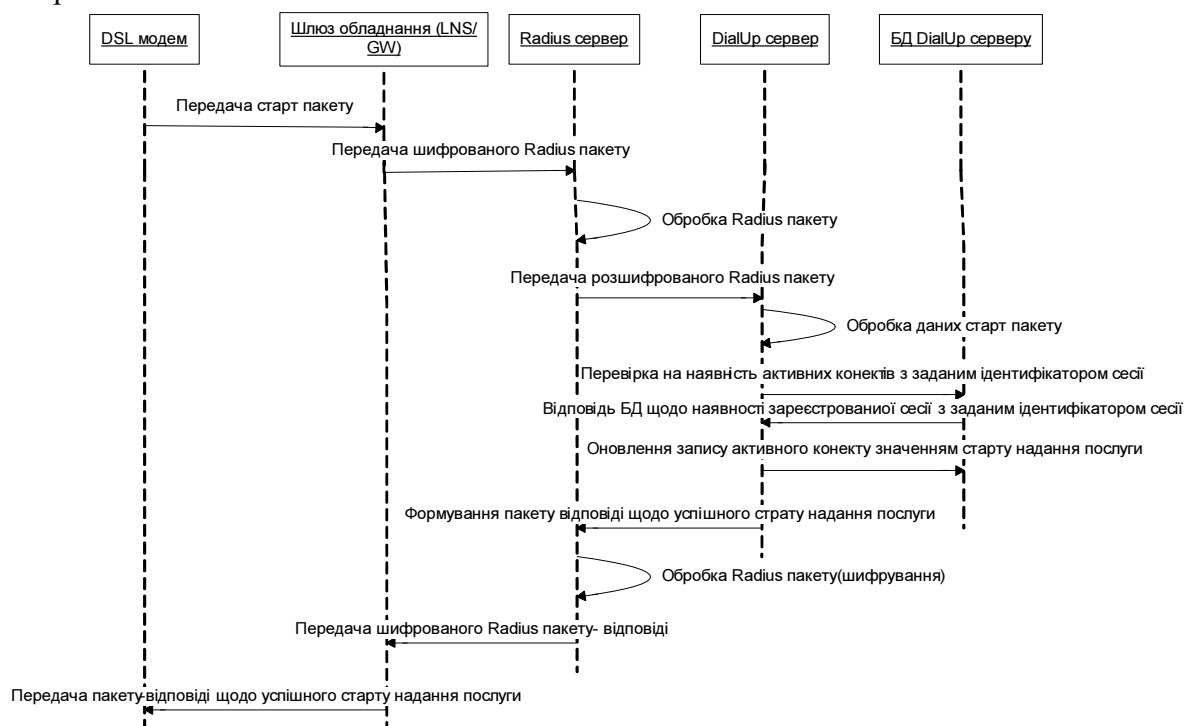 DSL модем
Шлюз обладнання (LNS/
GW)
Radius сервер
DialUp сервер
БД DialUp серверу
Передача старт пакету
Передача шифрованого Radius пакету
Обробка Radius пакету
Передача розшифрованого Radius пакету
Обробка даних старт пакету
Перевірка на наявність активних конектів з заданим ідентифікатором сесії
Відповідь БД щодо наявності зареєстрованиої сесії з заданим ідентифікатором сесії
Оновлення запису активного конекту значенням старту надання послуги
Формування пакету відповіді щодо успішного страту надання послуги
Обробка Radius пакету(шифрування)
Передача шифрованого Radius пакету- відповіді
Передача пакету-відповіді щодо успішного старту надання послуги